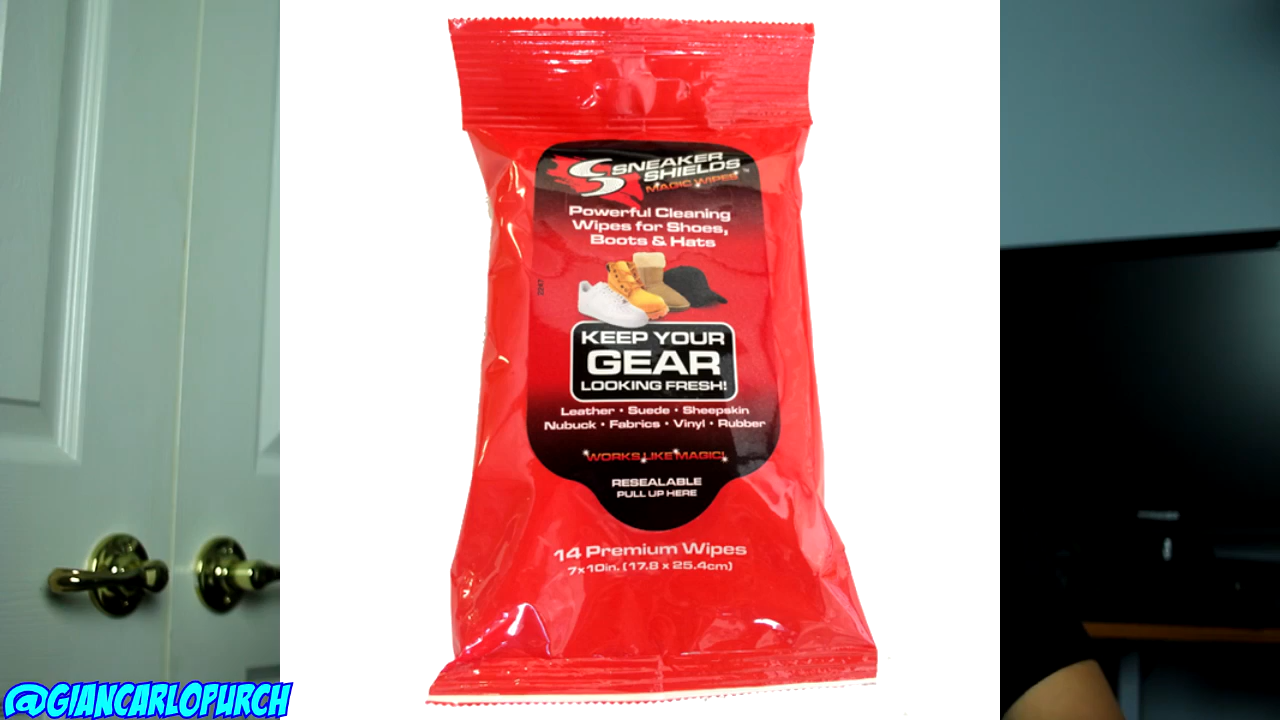 SNEAKER
SHIELDS
MAGIC WIPES
Powerful Cleaning
Wipes for Shoes,
Boots & Hats
KEEP YOUR
GEAR
LOOKING FRESH!
Leather • Suede • Sheepskin
Nubuck • Fabrics • Vinyl • Rubber
WORKS LIKE MAGIC!
RESEALABLE
PULL UP HERE
14 Premium Wipes
7x10in. (17.8 x 25.4cm)
@GIANCARLOPURCH